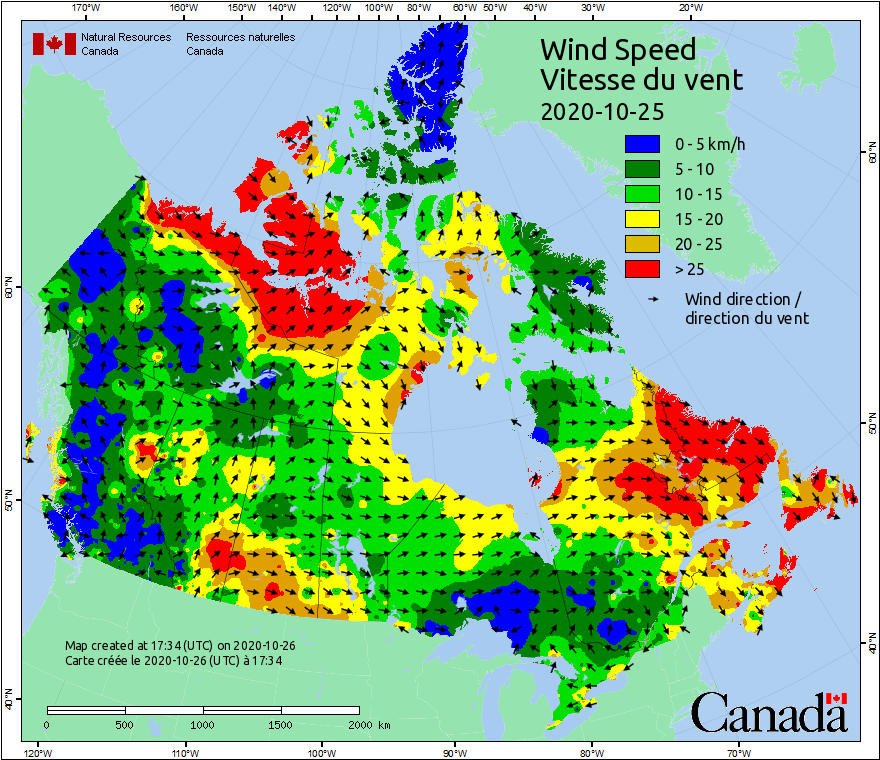 170°W 160°W 150°W 140°W 130°W 120°W 110°W 100°W 80°W 60°W 50°W 40°W 30°W 20°W
Natural Resources Ressources naturelles
Canada Canada
Wind Speed
Vitesse du vent
2020-10-25
0 - 5 km/h
5 - 10
10 - 15
15 - 20
20 - 25
> 25
Wind direction /
direction du vent
60°N
60°N
50°N
50°N
40°N
40°N
Map created at 17:34 (UTC) on 2020-10-26
Carte créée le 2020-10-26 (UTC) à 17:34
0 500 1000 1500 2000 km
Canada
120°W 110°W 100°W 90°W 80°W 70°W